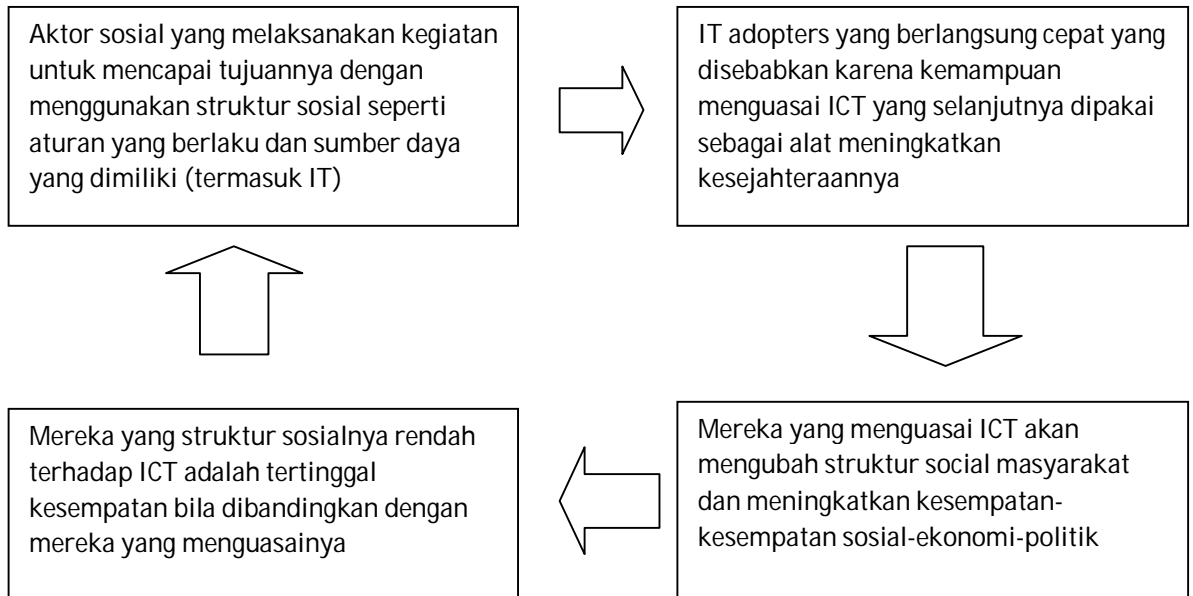 Aktor sosial yang melaksanakan kegiatan
untuk mencapai tujuannya dengan
menggunakan struktur sosial seperti
aturan yang berlaku dan sumber daya
yang dimiliki (termasuk IT)
IT adopters yang berlangsung cepat yang
disebabkan karena kemampuan
menguasai ICT yang selanjutnya dipakai
sebagai alat meningkatkan
kesejahteraannya
Mereka yang menguasai ICT akan
mengubah struktur social masyarakat
dan meningkatkan kesempatan-
kesempatan sosial-ekonomi-politik
Mereka yang struktur sosialnya rendah
terhadap ICT adalah tertinggal
kesempatan bila dibandingkan dengan
mereka yang menguasainya